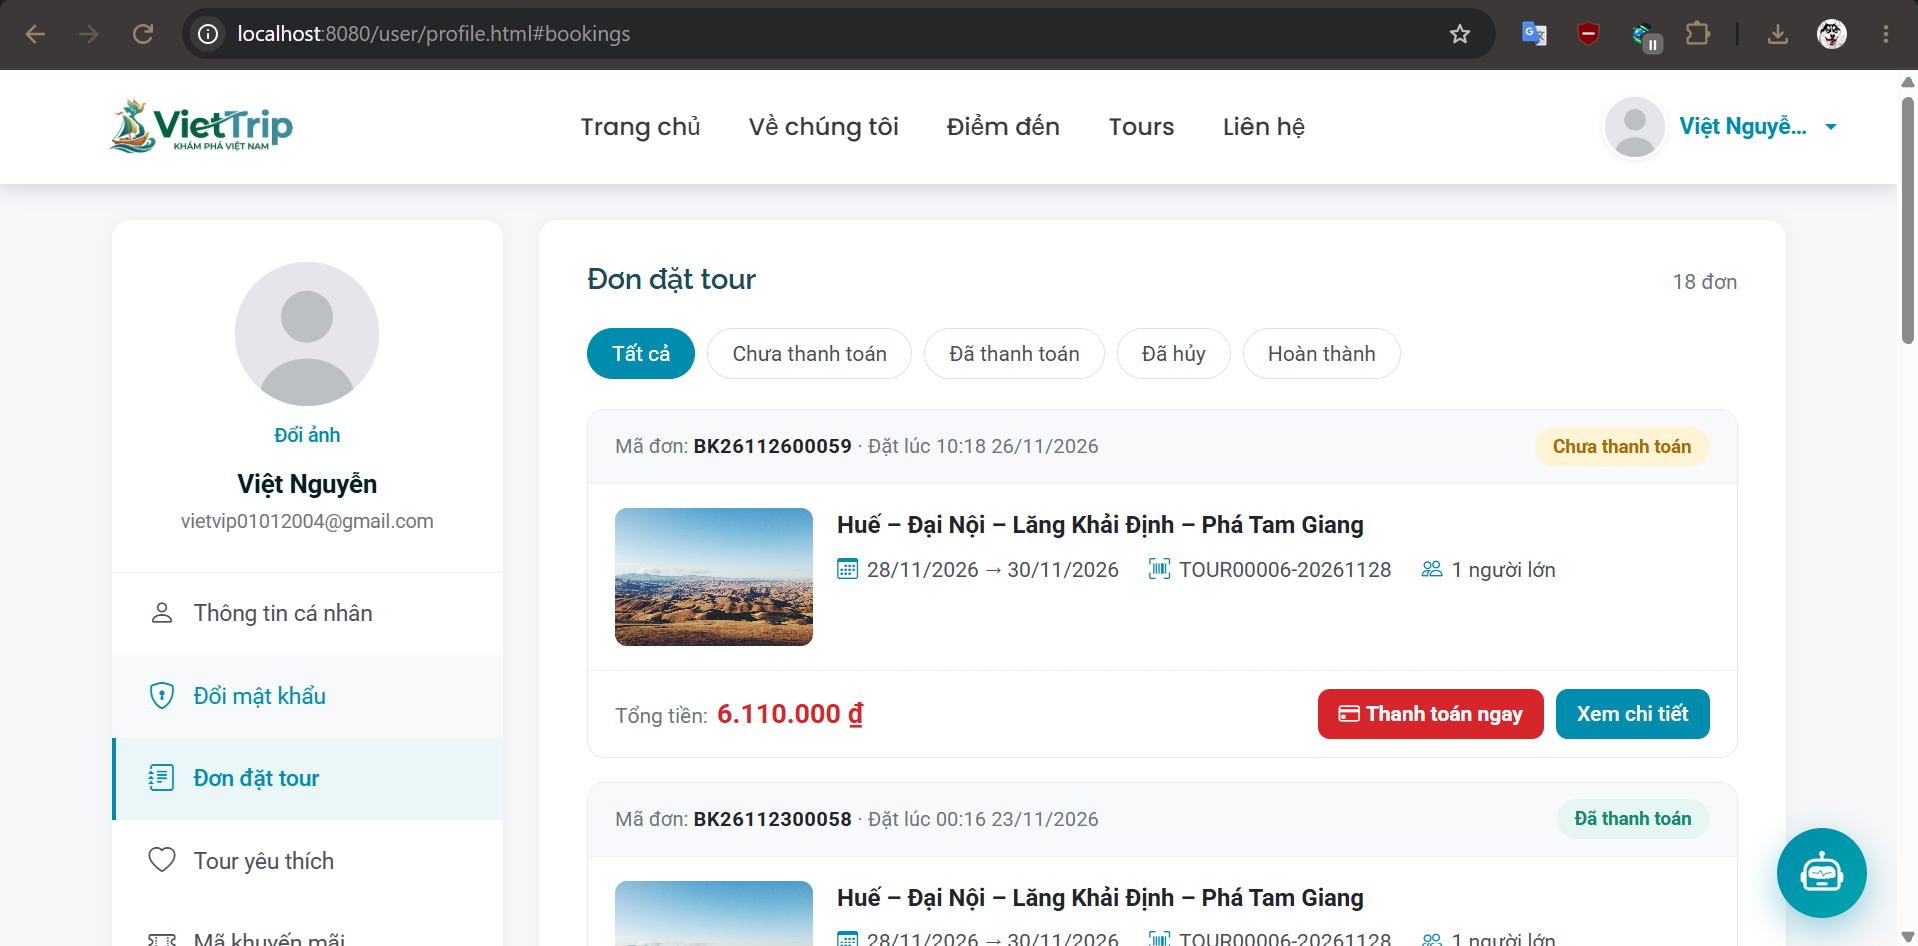 localhost:8080/user/profile.html#bookings
VietTrip
KHÁM PHÁ VIỆT NAM
Trang chủ
Về chúng tôi
Điểm đến
Tours
Liên hệ
Việt Nguyễ...
Đổi ảnh
Việt Nguyễn
vietvip01012004@gmail.com
Thông tin cá nhân
Đổi mật khẩu
Đơn đặt tour
Tour yêu thích
Mã khuyến mãi
Đơn đặt tour
18 đơn
Tất cả
Chưa thanh toán
Đã thanh toán
Đã hủy
Hoàn thành
Mã đơn: BK26112600059 · Đặt lúc 10:18 26/11/2026
Chưa thanh toán
Huế – Đại Nội – Lăng Khải Định – Phá Tam Giang
28/11/2026 → 30/11/2026 TOUR00006-20261128 1 người lớn
Tổng tiền: 6.110.000 ₫
Thanh toán ngay
Xem chi tiết
Mã đơn: BK26112300058 · Đặt lúc 00:16 23/11/2026
Đã thanh toán
Huế – Đại Nội – Lăng Khải Định – Phá Tam Giang
28/11/2026 → 30/11/2026 TOUR00006-20261128 1 người lớn